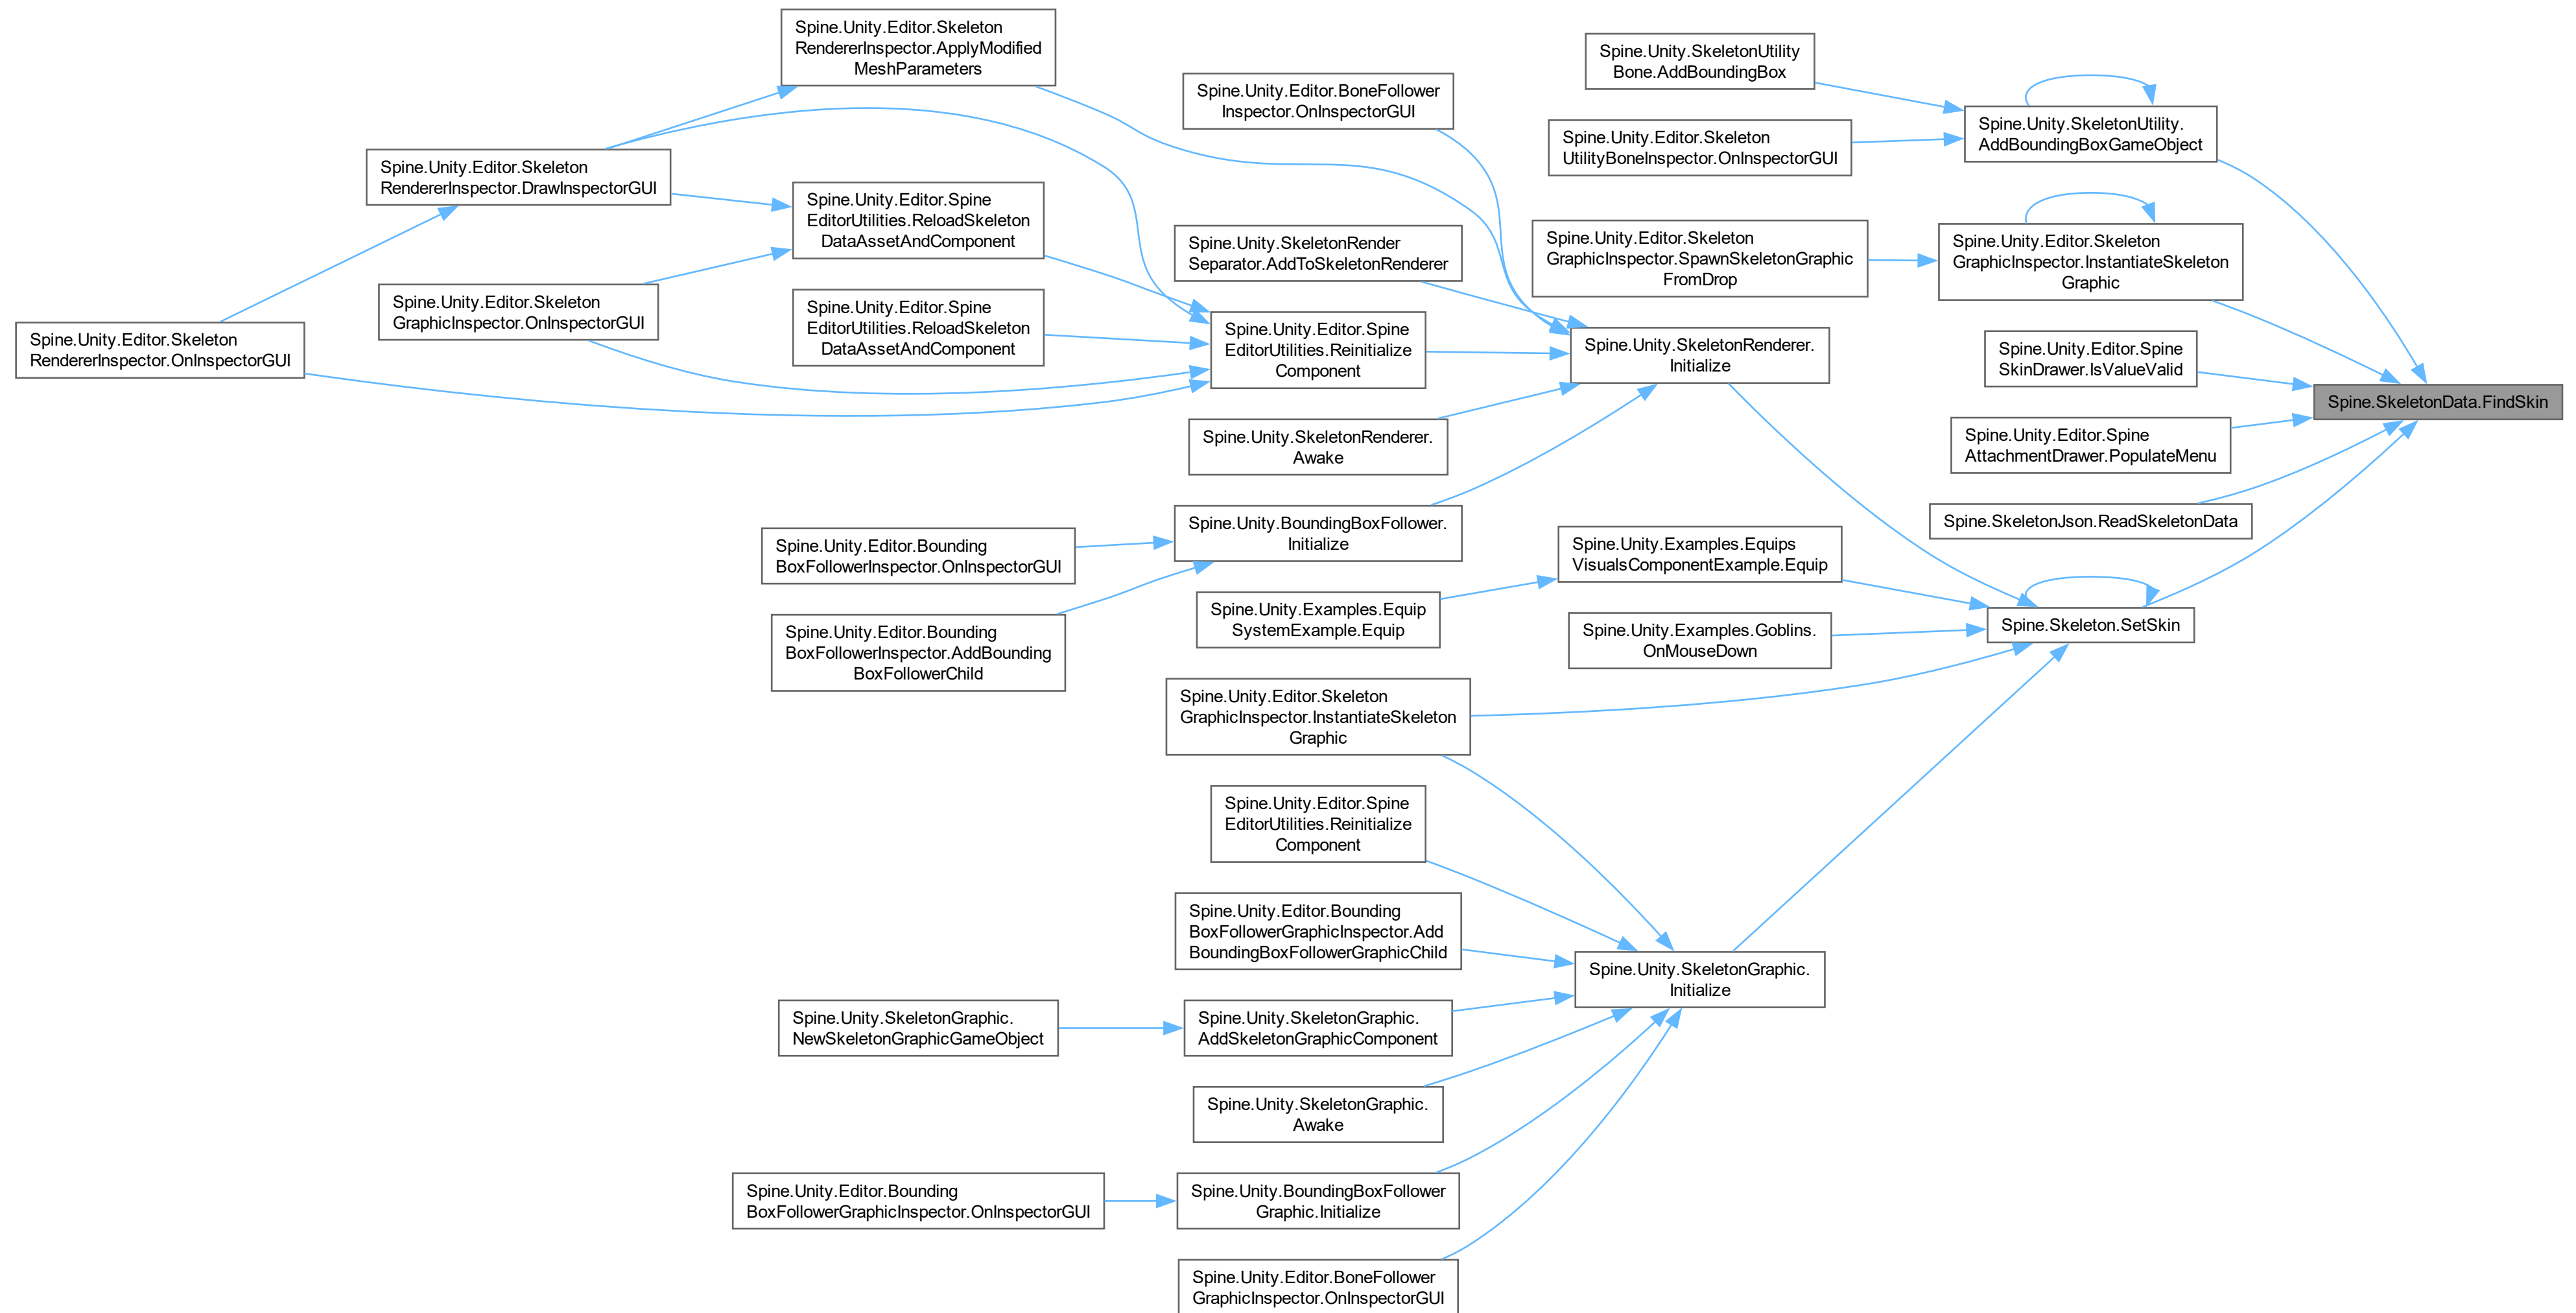 Spine.Unity.Editor.Skeleton
RendererInspector.ApplyModified
MeshParameters
Spine.Unity.SkeletonUtility
Bone.AddBoundingBox
Spine.Unity.Editor.BoneFollower
Inspector.OnInspectorGUI
Spine.Unity.SkeletonUtility.
AddBoundingBoxGameObject
Spine.Unity.Editor.Skeleton
UtilityBoneInspector.OnInspectorGUI
Spine.Unity.Editor.Skeleton
RendererInspector.DrawInspectorGUI
Spine.Unity.Editor.Spine
EditorUtilities.ReloadSkeleton
DataAssetAndComponent
Spine.Unity.SkeletonRender
Separator.AddToSkeletonRenderer
Spine.Unity.Editor.Skeleton
GraphicInspector.SpawnSkeletonGraphic
FromDrop
Spine.Unity.Editor.Skeleton
GraphicInspector.InstantiateSkeleton
Graphic
Spine.Unity.Editor.Skeleton
GraphicInspector.OnInspectorGUI
Spine.Unity.Editor.Spine
EditorUtilities.ReloadSkeleton
DataAssetAndComponent
Spine.Unity.Editor.Skeleton
RendererInspector.OnInspectorGUI
Spine.Unity.Editor.Spine
EditorUtilities.Reinitialize
Component
Spine.Unity.SkeletonRenderer.
Initialize
Spine.Unity.Editor.Spine
SkinDrawer.IsValueValid
Spine.SkeletonData.FindSkin
Spine.Unity.SkeletonRenderer.
Awake
Spine.Unity.Editor.Spine
AttachmentDrawer.PopulateMenu
Spine.SkeletonJson.ReadSkeletonData
Spine.Unity.BoundingBoxFollower.
Initialize
Spine.Unity.Editor.Bounding
BoxFollowerInspector.OnInspectorGUI
Spine.Unity.Examples.Equips
VisualsComponentExample.Equip
Spine.Unity.Examples.Equip
SystemExample.Equip
Spine.Skeleton.SetSkin
Spine.Unity.Editor.Bounding
BoxFollowerInspector.AddBounding
BoxFollowerChild
Spine.Unity.Examples.Goblins.
OnMouseDown
Spine.Unity.Editor.Skeleton
GraphicInspector.InstantiateSkeleton
Graphic
Spine.Unity.Editor.Spine
EditorUtilities.Reinitialize
Component
Spine.Unity.Editor.Bounding
BoxFollowerGraphicInspector.Add
BoundingBoxFollowerGraphicChild
Spine.Unity.SkeletonGraphic.
Initialize
Spine.Unity.SkeletonGraphic.
NewSkeletonGraphicGameObject
Spine.Unity.SkeletonGraphic.
AddSkeletonGraphicComponent
Spine.Unity.SkeletonGraphic.
Awake
Spine.Unity.Editor.Bounding
BoxFollowerGraphicInspector.OnInspectorGUI
Spine.Unity.BoundingBoxFollower
Graphic.Initialize
Spine.Unity.Editor.BoneFollower
GraphicInspector.OnInspectorGUI